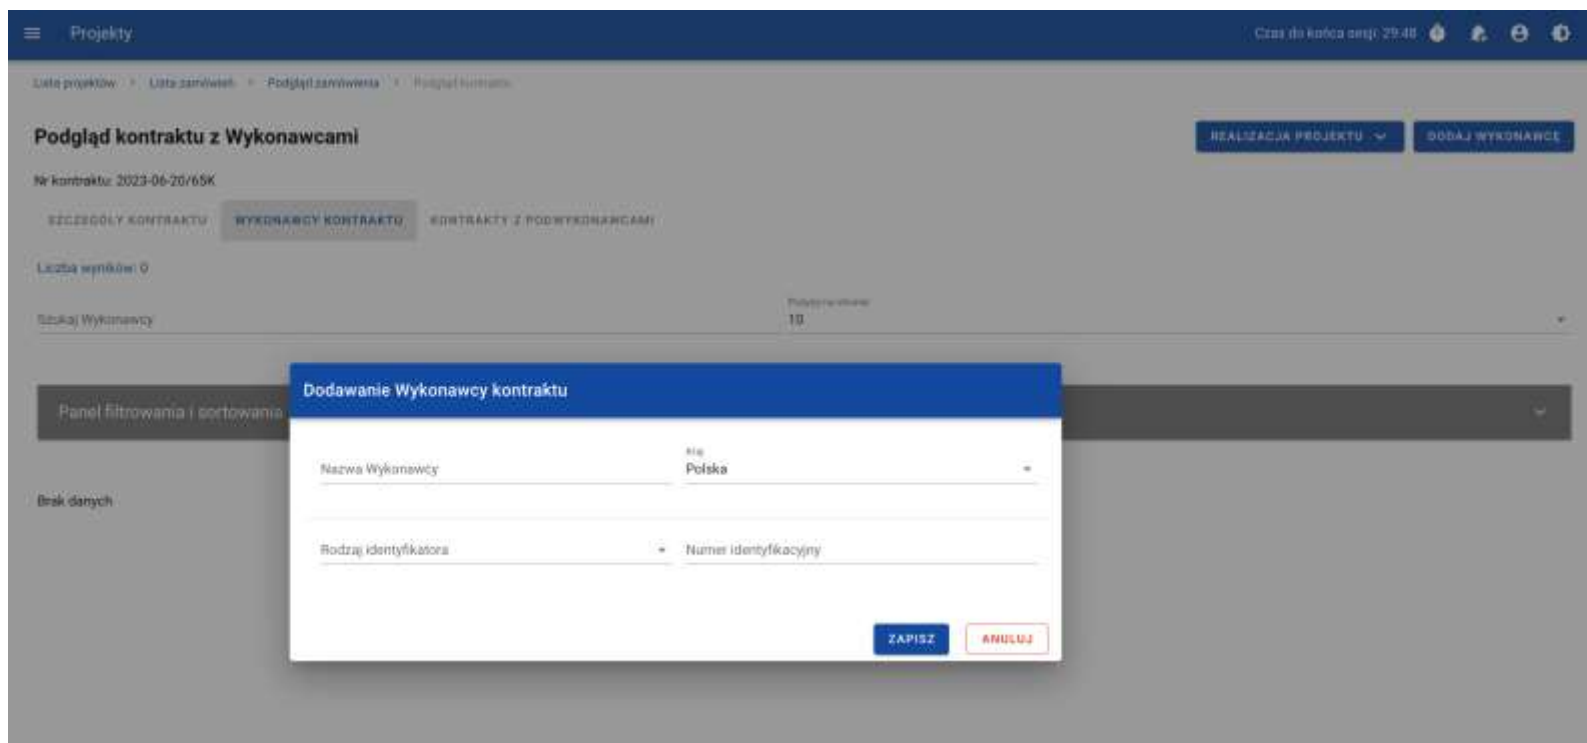 Projekty
Czas do końca sesji: 29:48
Lista projektów > Lista zamówień > Podgląd zamówienia > Podgląd kontraktu
Podgląd kontraktu z Wykonawcami
REALIZACJA PROJEKTU
DODAJ WYKONAWCĘ
Nr kontraktu: 2023-06-20/65K
SZCZEGÓŁY KONTRAKTU
WYKONAWCY KONTRAKTU
KONTRAKTY Z PODWYKONAWCAMI
Liczba wyników: 0
Szukaj Wykonawcy
10
Dodawanie Wykonawcy kontraktu
Panel filtrowania i sortowania
Nazwa Wykonawcy
Kraj
Polska
Brak danych
Rodzaj identyfikatora
Numer identyfikacyjny
ZAPISZ
ANULUJ